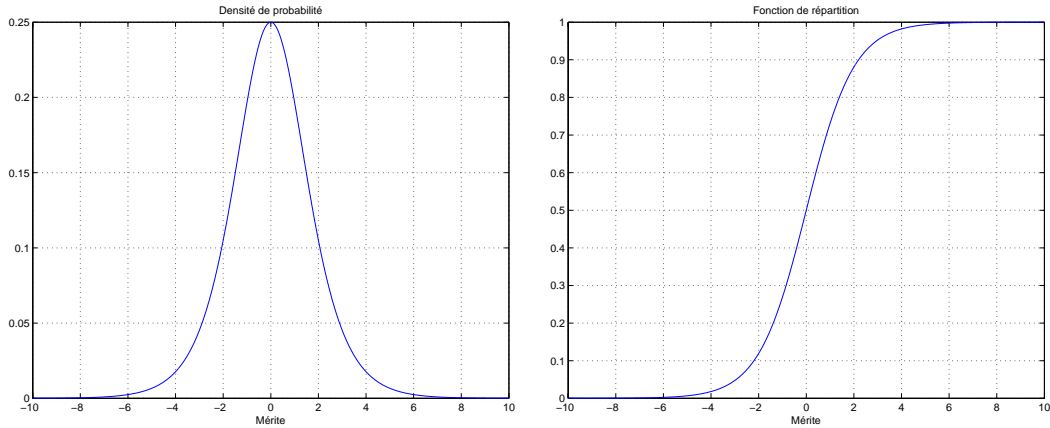 Densité de probabilité
0.25
0.2
0.15
0.1
0.05
0
−10 −8 −6 −4 −2 0 2 4 6 8 10
Mérite
Fonction de répartition
1
0.9
0.8
0.7
0.6
0.5
0.4
0.3
0.2
0.1
0
−10 −8 −6 −4 −2 0 2 4 6 8 10
Mérite